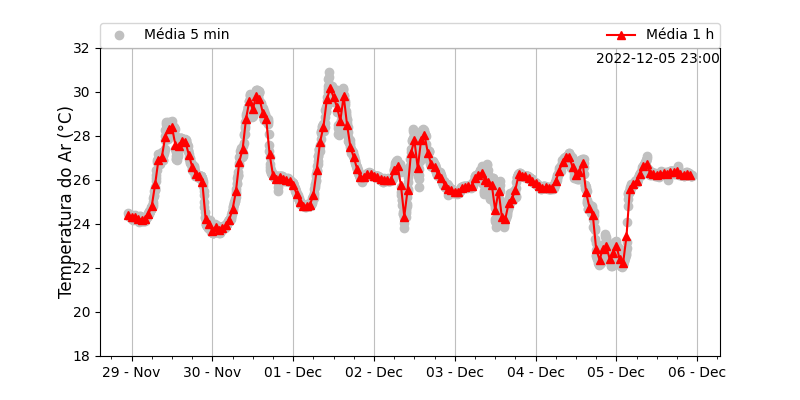 Média 5 min
Média 1 h
2022-12-05 23:00
Temperatura do Ar (°C)
32
30
28
26
24
22
20
18
29 - Nov
30 - Nov
01 - Dec
02 - Dec
03 - Dec
04 - Dec
05 - Dec
06 - Dec